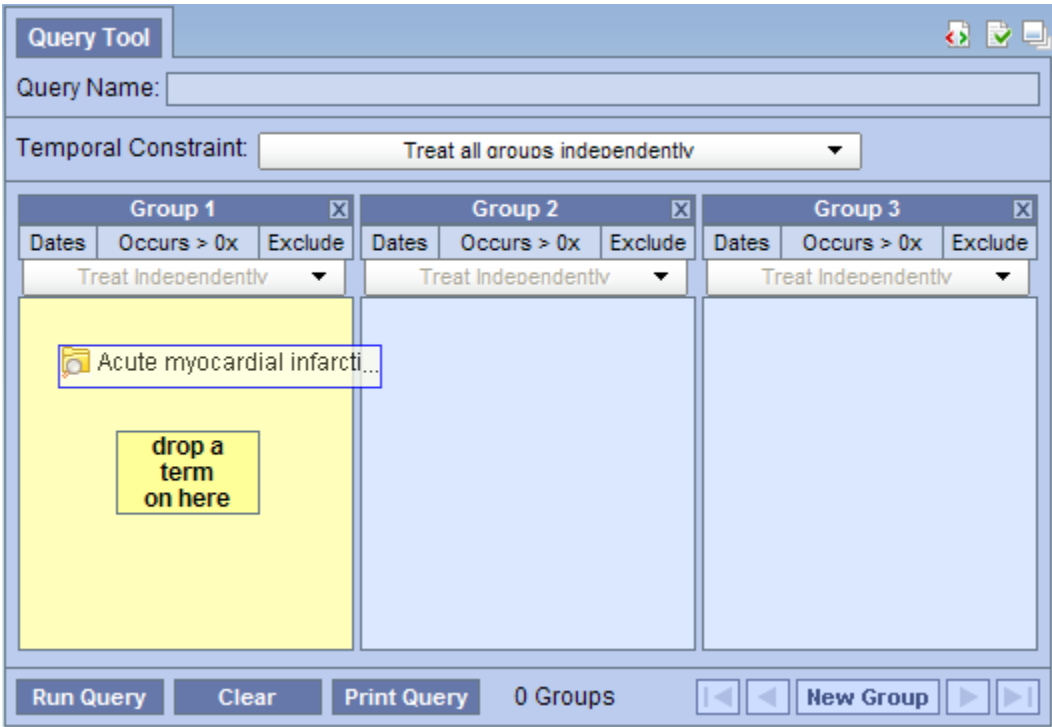 Query Tool
Query Name:
Temporal Constraint: Treat all groups independently
Group 1 X Group 2 X Group 3 X
Dates Occurs > 0x Exclude Dates Occurs > 0x Exclude Dates Occurs > 0x Exclude
Treat Independently Treat Independently Treat Independently
Acute myocardial infarcti...
drop a
term
on here
Run Query Clear Print Query 0 Groups New Group